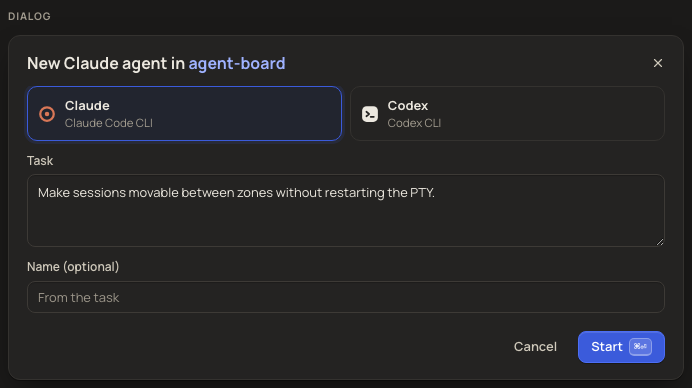 DIALOG
New Claude agent in agent-board
Claude
Claude Code CLI
Codex
Codex CLI
Task
Make sessions movable between zones without restarting the PTY.
Name (optional)
From the task
Cancel
Start ⌘⏎